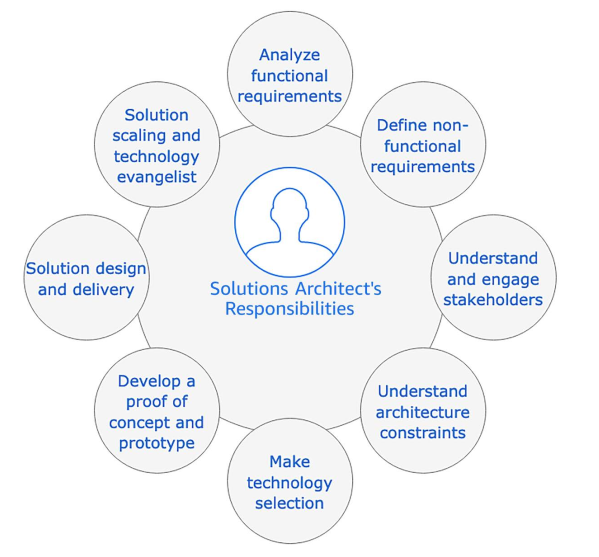 Analyze
functional
requirements
Define non-
functional
requirements
Understand
and engage
stakeholders
Understand
architecture
constraints
Make
technology
selection
Develop a
proof of
concept and
prototype
Solution design
and delivery
Solution
scaling and
technology
evangelist
Solutions Architect's
Responsibilities